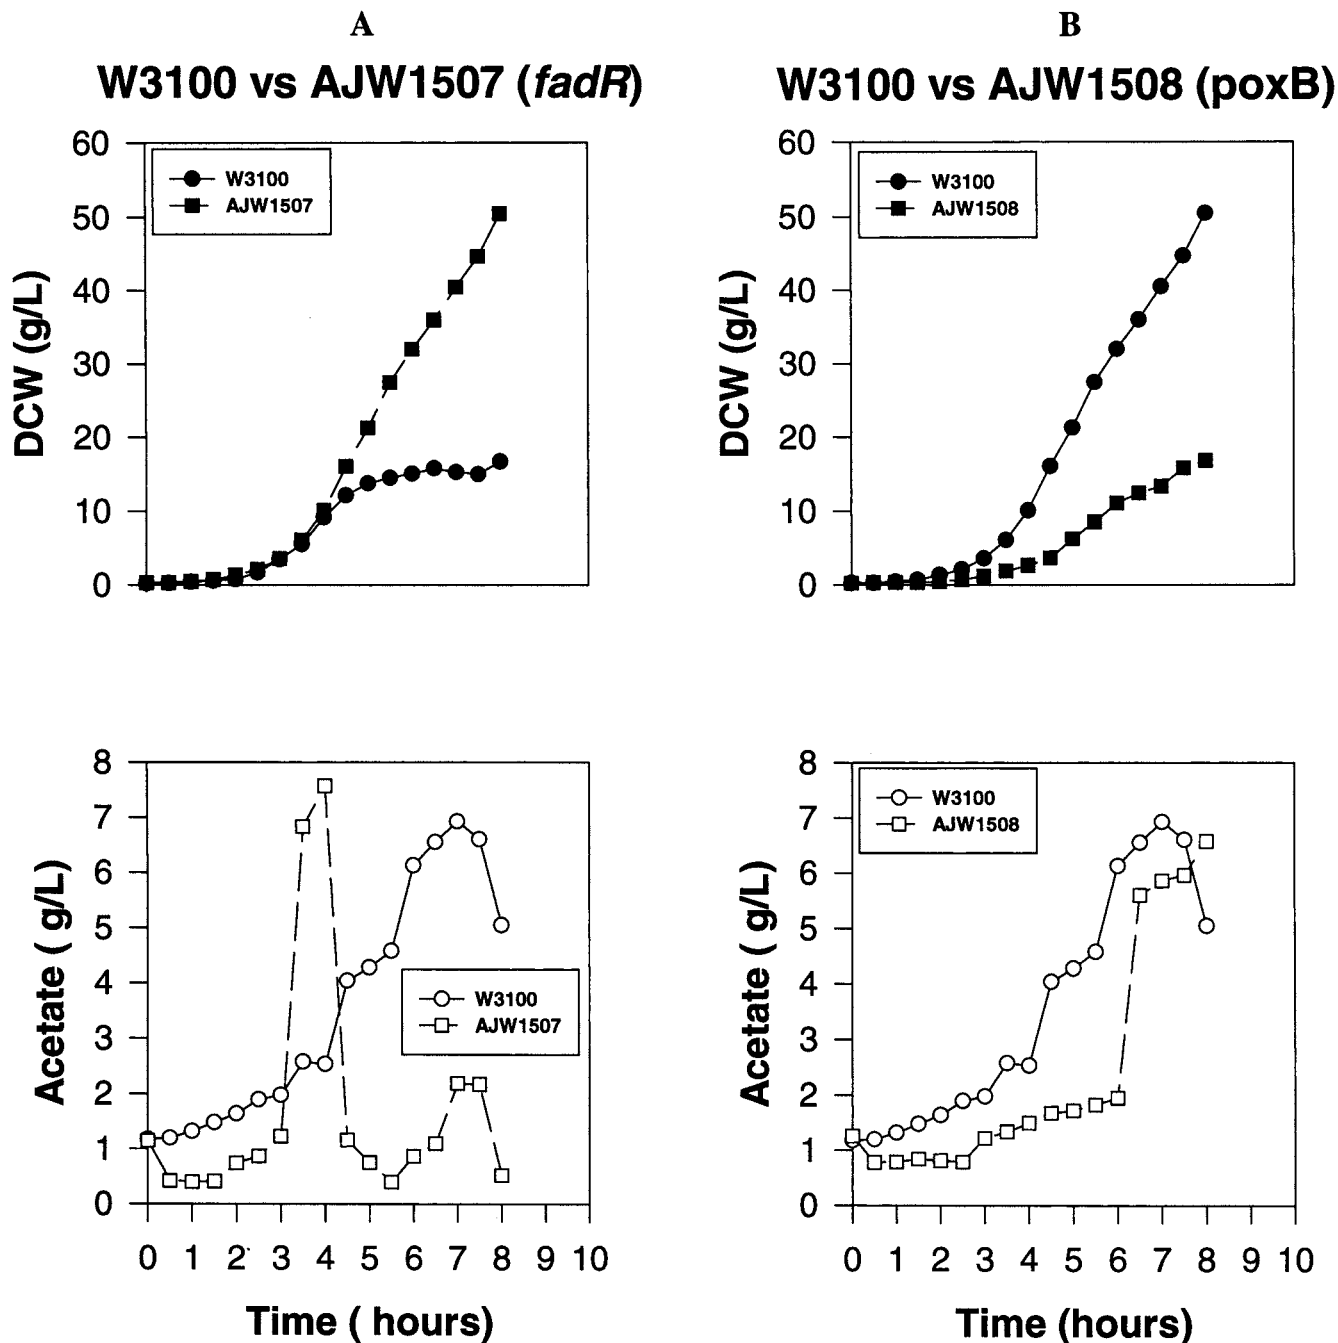 A
B
W3100 vs AJW1507 (fadR)
W3100 vs AJW1508 (poxB)
60
50
40
30
20
10
0
DCW (g/L)
W3100
AJW1507
60
50
40
30
20
10
0
DCW (g/L)
W3100
AJW1508
8
7
6
5
4
3
2
1
0
Acetate ( g/L)
W3100
AJW1507
0 1 2 3 4 5 6 7 8 9 10
Time ( hours)
8
7
6
5
4
3
2
1
0
Acetate ( g/L)
W3100
AJW1508
0 1 2 3 4 5 6 7 8 9 10
Time (hours)